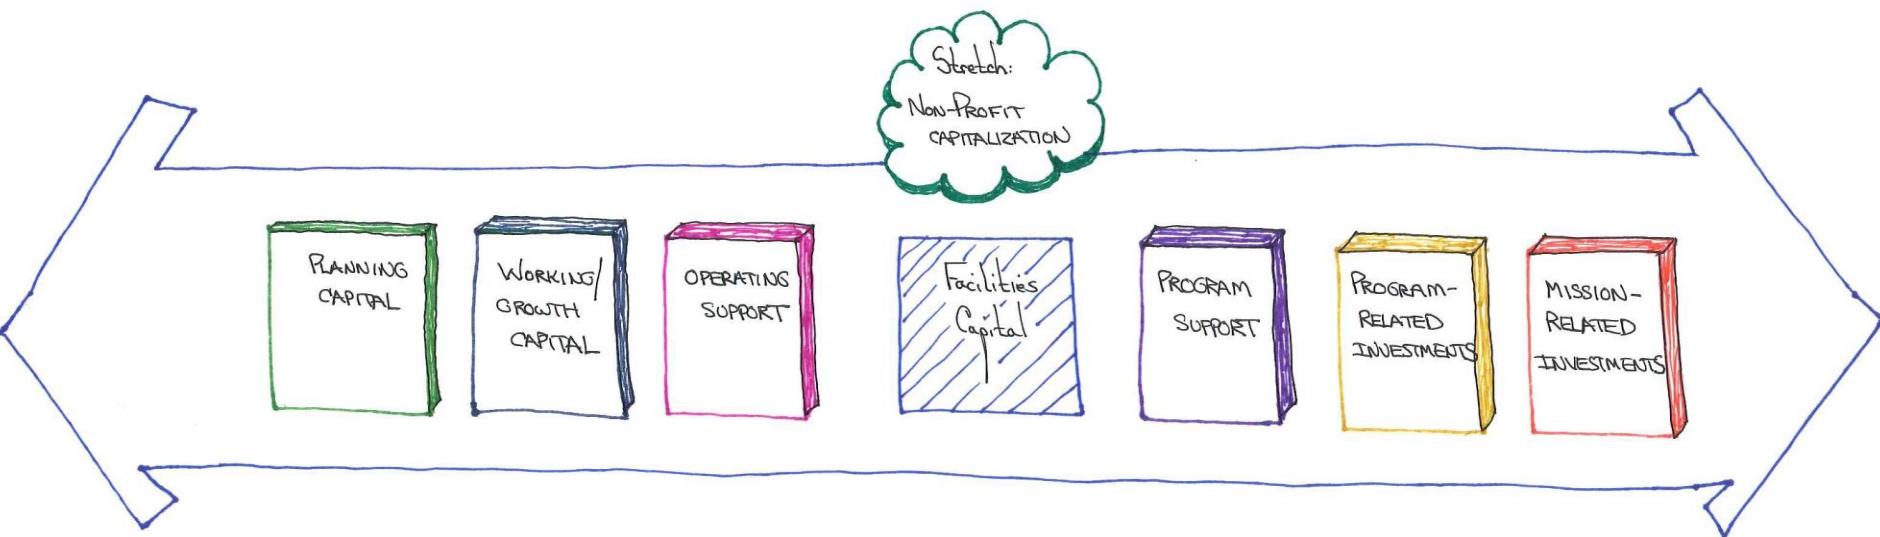 Stretch:
NON-PROFIT
CAPITALIZATION
PLANNING
CAPITAL
WORKING/
GROWTH
CAPITAL
OPERATING
SUPPORT
Facilities
Capital
PROGRAM
SUPPORT
PROGRAM-
RELATED
INVESTMENTS
MISSION-
RELATED
INVESTMENTS